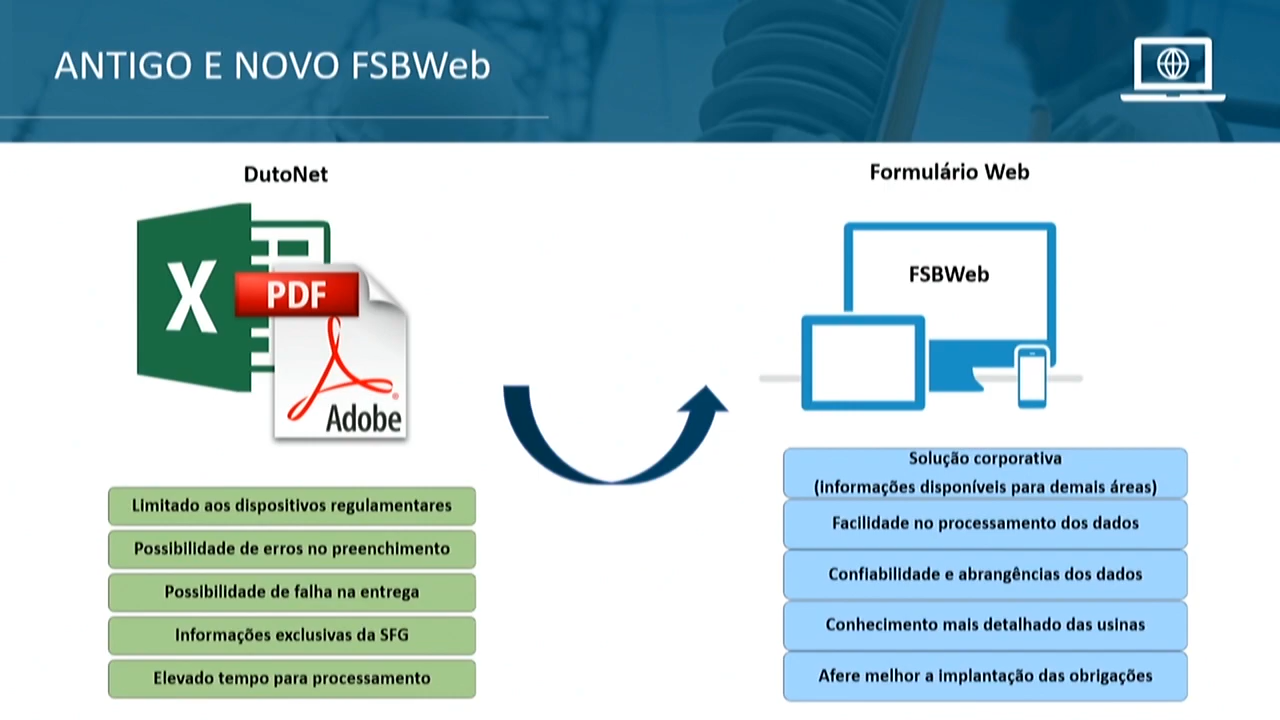 ANTIGO E NOVO FSBWeb
DutoNet
X
PDF
Adobe
Limitado aos dispositivos regulamentares
Possibilidade de erros no preenchimento
Possibilidade de falha na entrega
Informações exclusivas da SFG
Elevado tempo para processamento
Formulário Web
FSBWeb
Solução corporativa
(informações disponíveis para demais áreas)
Facilidade no processamento dos dados
Confiabilidade e abrangências dos dados
Conhecimento mais detalhado das usinas
Afere melhor a implantação das obrigações